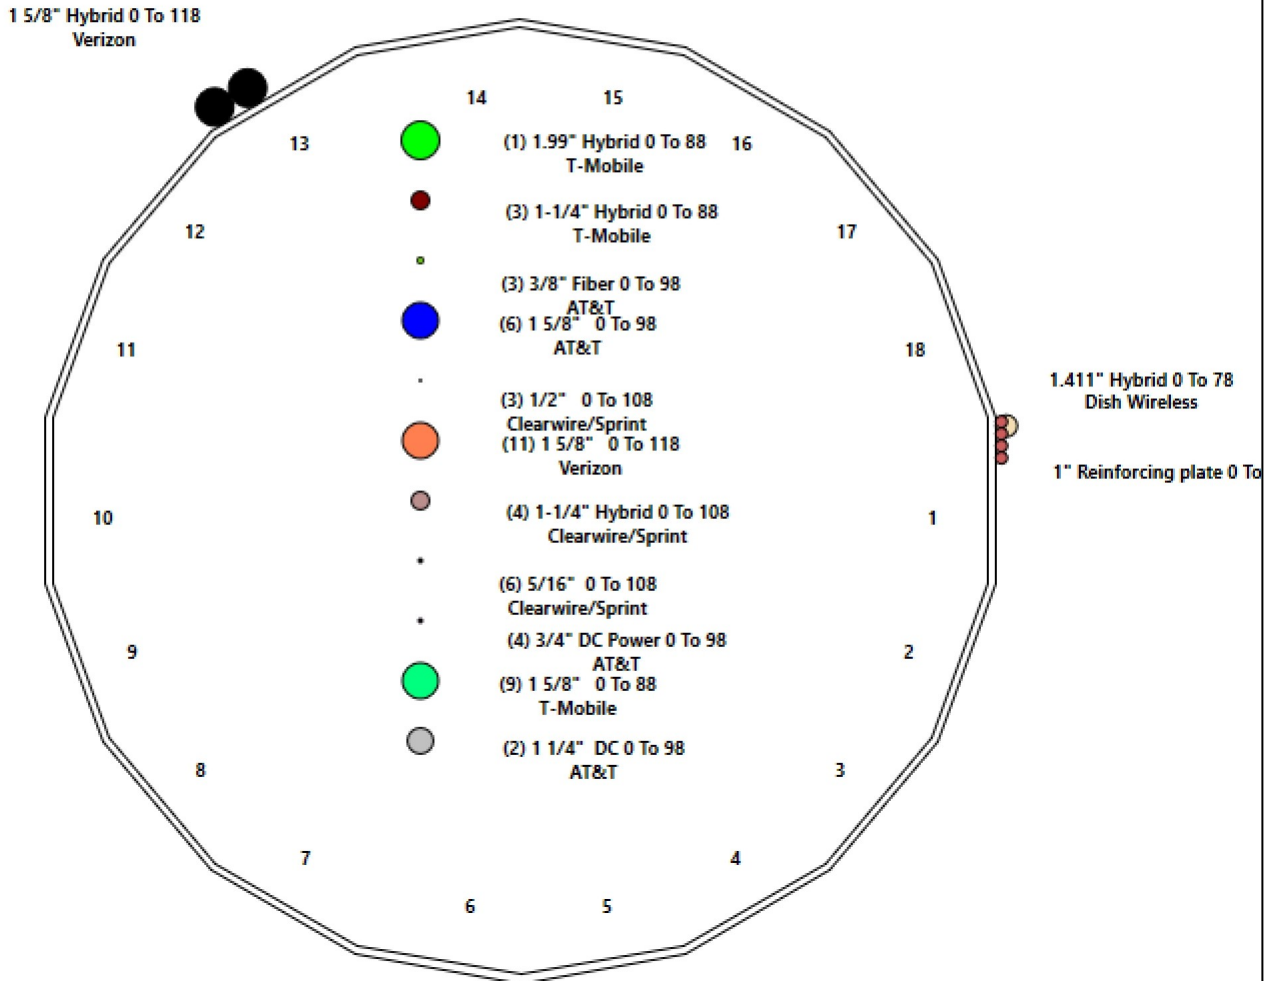 1 5/8" Hybrid 0 To 118
Verizon
14
15
13
(1) 1.99" Hybrid 0 To 88
T-Mobile
16
(3) 1-1/4" Hybrid 0 To 88
T-Mobile
12
17
(3) 3/8" Fiber 0 To 98
AT&T
(6) 1 5/8" 0 To 98
AT&T
11
18
1.411" Hybrid 0 To 78
Dish Wireless
(3) 1/2" 0 To 108
Clearwire/Sprint
(11) 1 5/8" 0 To 118
Verizon
1" Reinforcing plate 0 To
10
(4) 1-1/4" Hybrid 0 To 108
Clearwire/Sprint
1
(6) 5/16" 0 To 108
Clearwire/Sprint
9
(4) 3/4" DC Power 0 To 98
AT&T
2
(9) 1 5/8" 0 To 88
T-Mobile
(2) 1 1/4" DC 0 To 98
AT&T
8
3
7
4
6
5